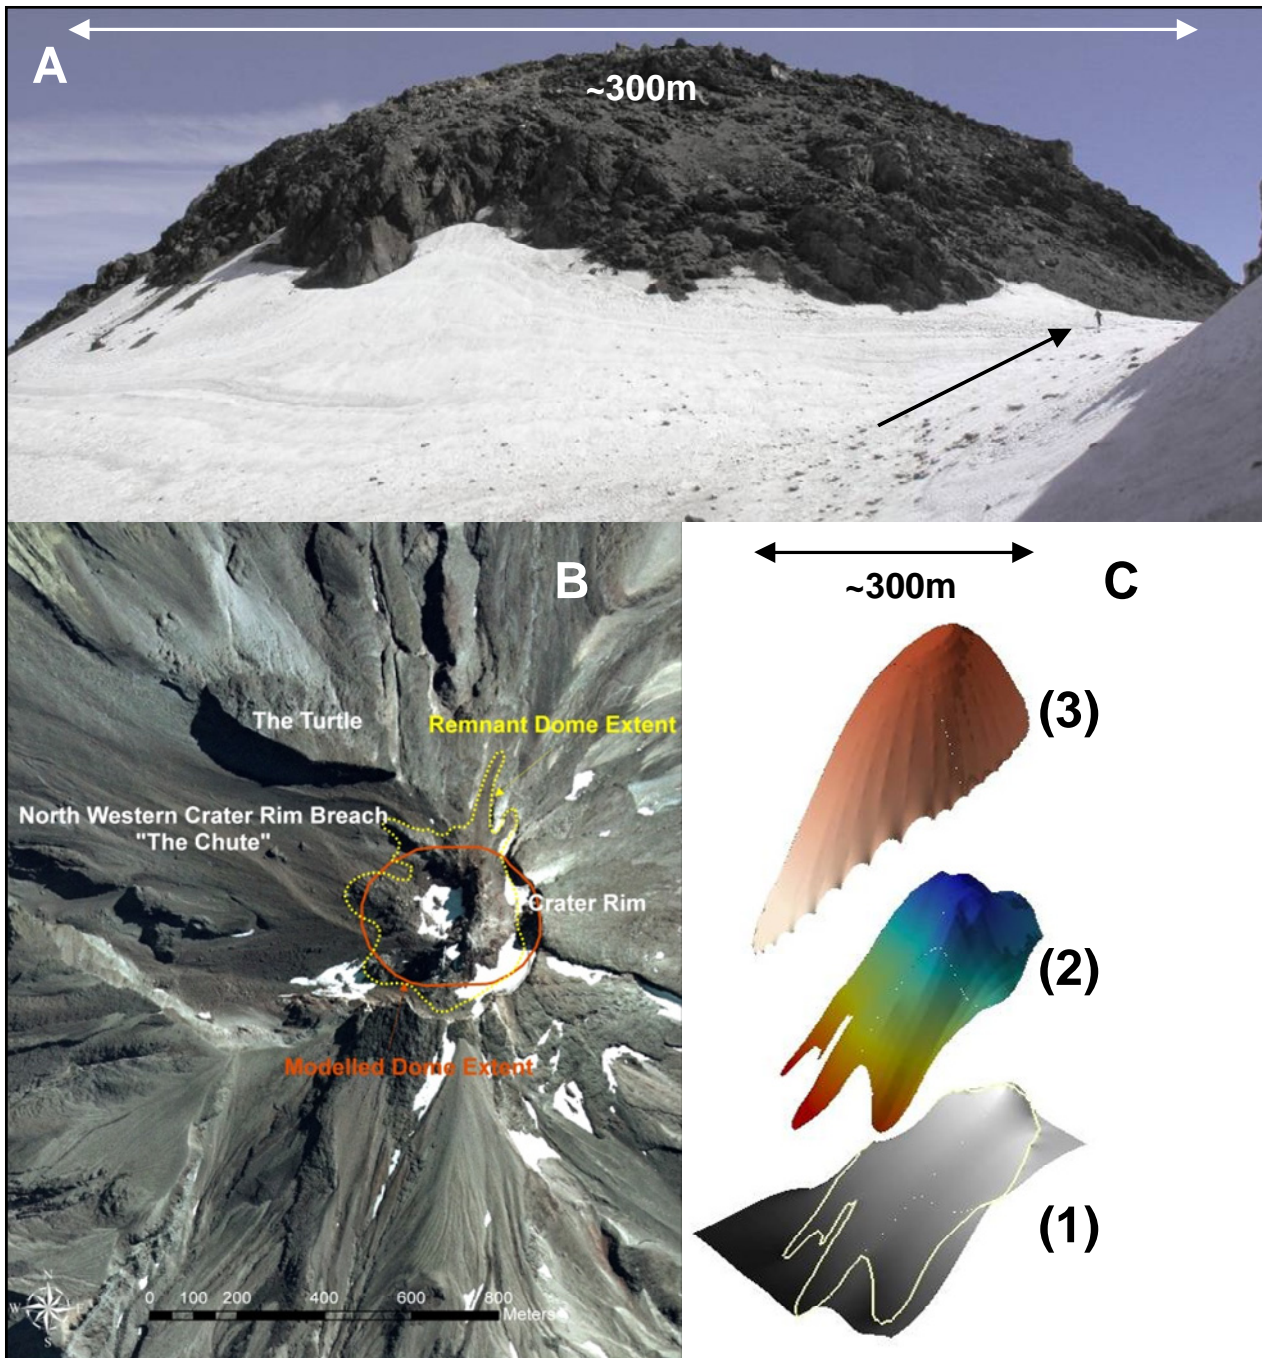 A
~300m
B
The Turtle
Remnant Dome Extent
North Western Crater Rim Breach
"The Chute"
Crater Rim
Modelled Dome Extent
N
W E
S
0 100 200 400 600 800
Meters
~300m
C
(3)
(2)
(1)